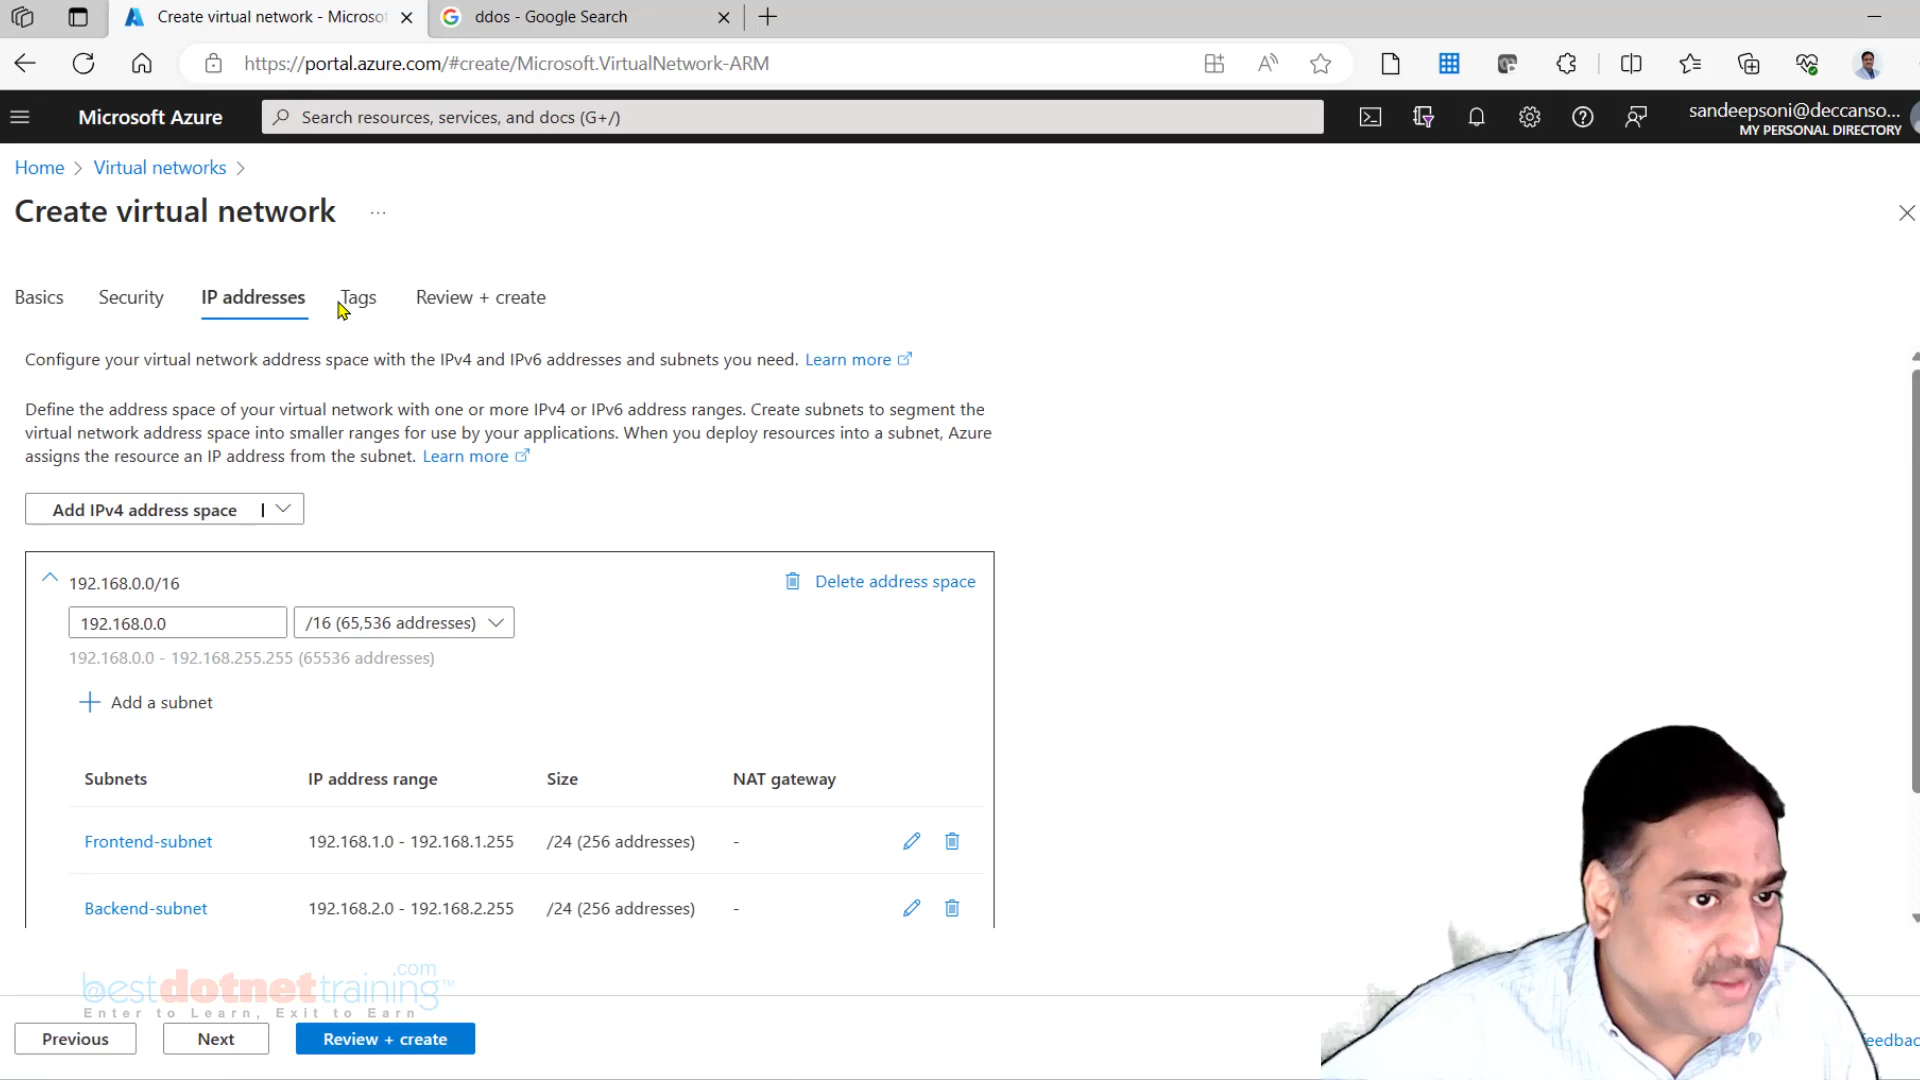 Create virtual network - Microsof
ddos - Google Search
https://portal.azure.com/#create/Microsoft.VirtualNetwork-ARM
Microsoft Azure
Search resources, services, and docs (G+/)
sandeepsoni@deccanso...
MY PERSONAL DIRECTORY
Home > Virtual networks >
Create virtual network ...
Basics Security IP addresses Tags Review + create
Configure your virtual network address space with the IPv4 and IPv6 addresses and subnets you need. Learn more
Define the address space of your virtual network with one or more IPv4 or IPv6 address ranges. Create subnets to segment the
virtual network address space into smaller ranges for use by your applications. When you deploy resources into a subnet, Azure
assigns the resource an IP address from the subnet. Learn more
Add IPv4 address space |
192.168.0.0/16
Delete address space
192.168.0.0
/16 (65,536 addresses)
192.168.0.0 - 192.168.255.255 (65536 addresses)
+ Add a subnet
Subnets IP address range Size NAT gateway
Frontend-subnet 192.168.1.0 - 192.168.1.255 /24 (256 addresses) -
Backend-subnet 192.168.2.0 - 192.168.2.255 /24 (256 addresses) -
bestdotnettraining.com™
Enter to Learn, Exit to Earn
Previous Next Review + create
eedbac